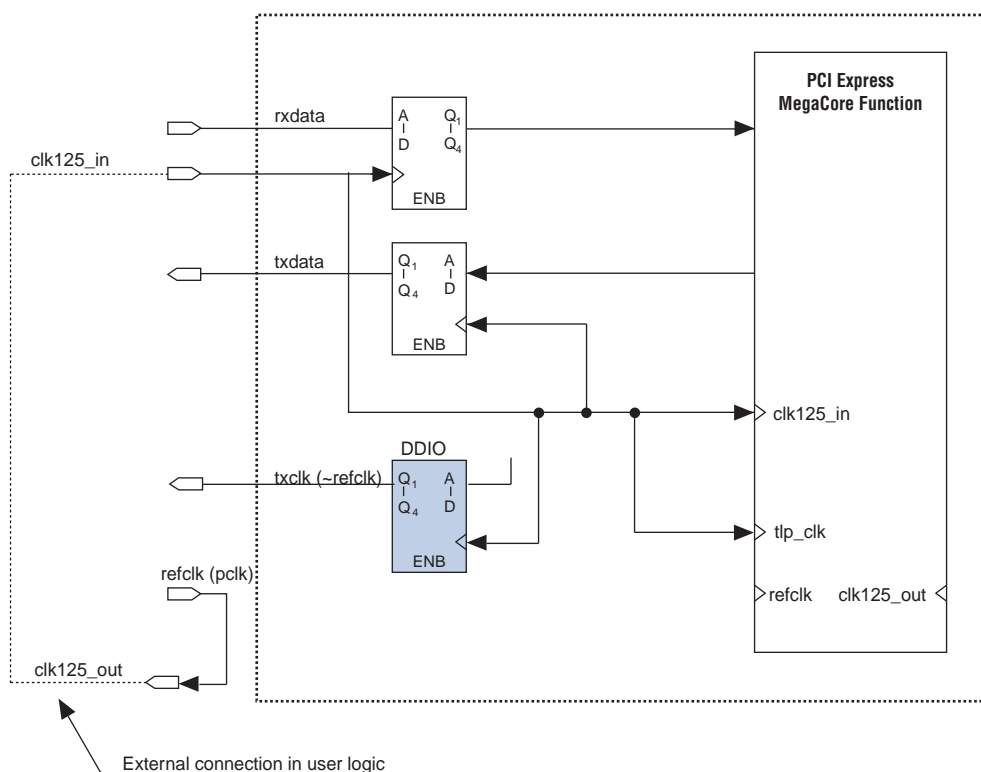 PCI Express
MegaCore Function
rxdata
A
D
Q1
Q4
ENB
clk125_in
txdata
Q1
Q4
A
D
ENB
clk125_in
DDIO
txclk (~refclk)
Q1
Q4
A
D
ENB
tlp_clk
refclk (pclk)
refclk
clk125_out
clk125_out
External connection in user logic